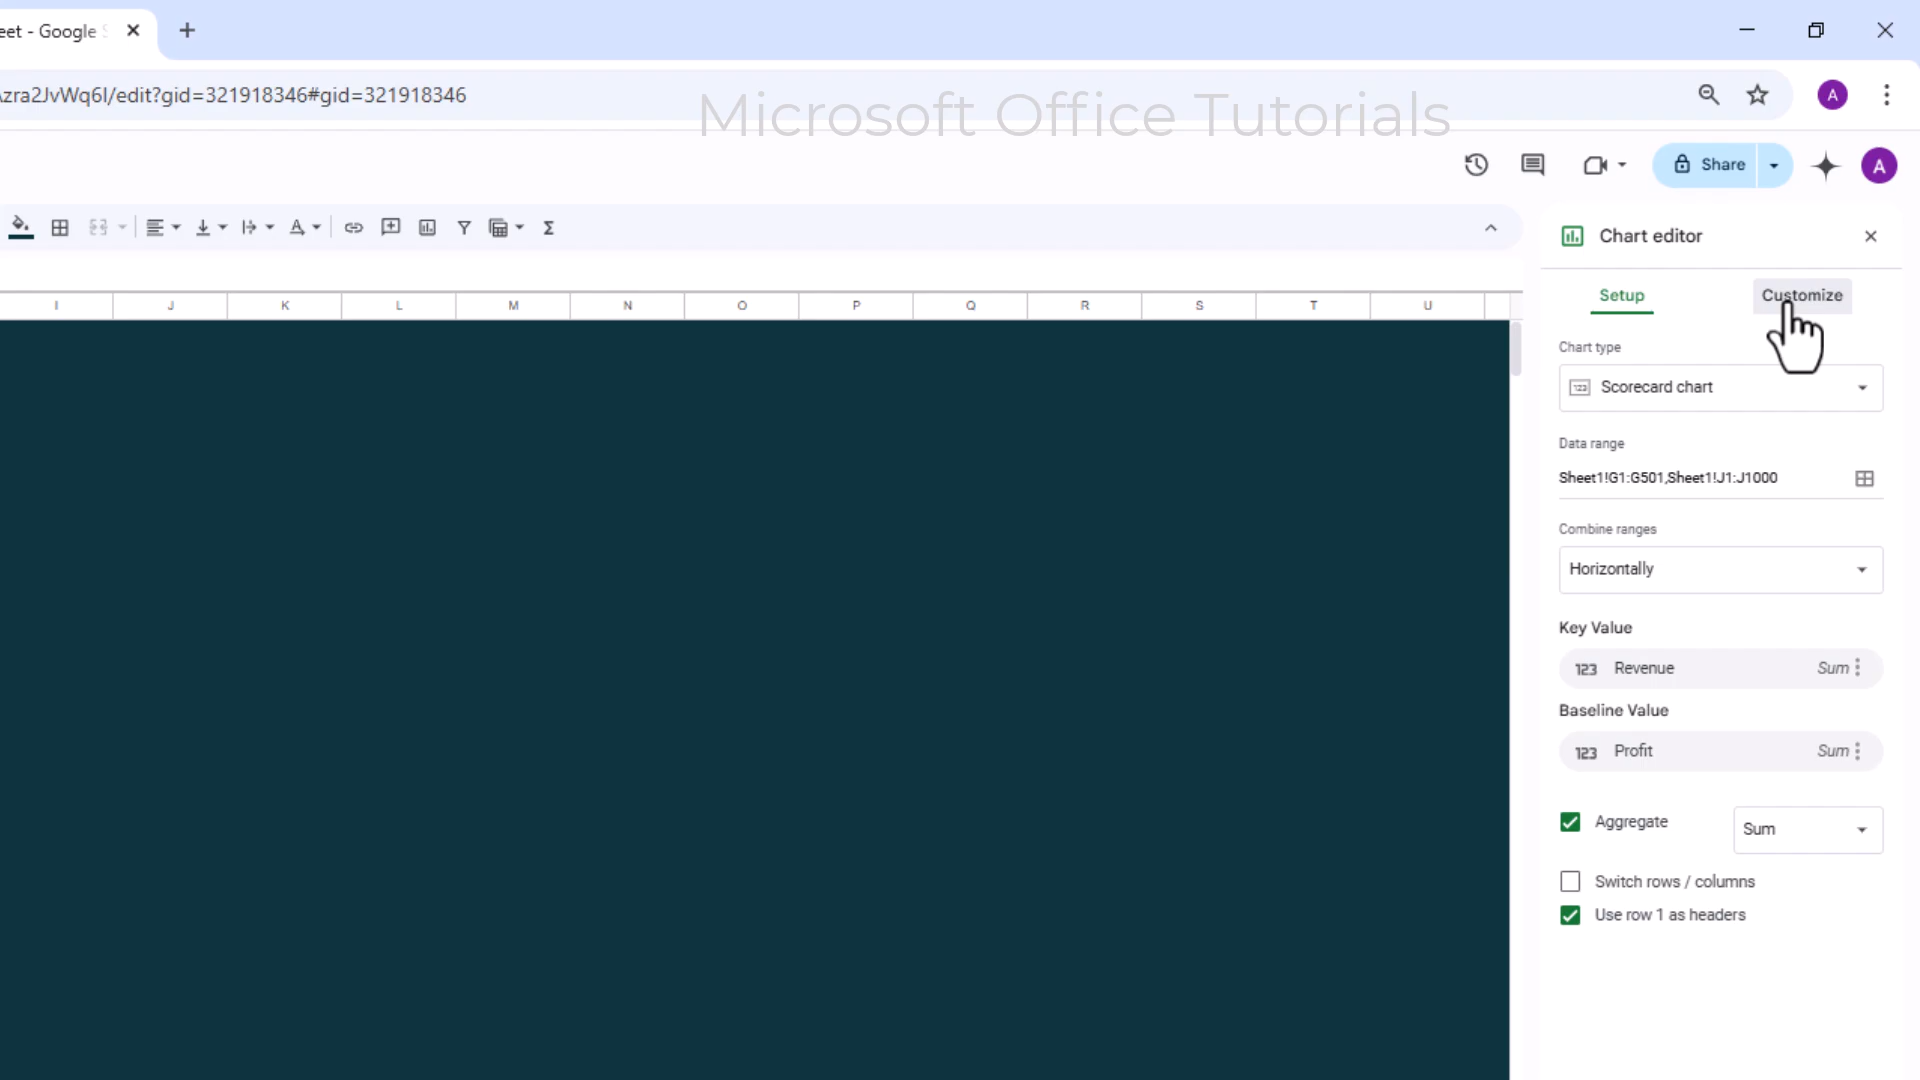 eet - Google
zra2JvWq6I/edit?gid=321918346#gid=321918346
A
Microsoft Office Tutorials
Share
A
Chart editor
I J K L M N O P Q R S T U
Setup Customize
Chart type
123 Scorecard chart
Data range
Sheet1!G1:G501,Sheet1!J1:J1000
Combine ranges
Horizontally
Key Value
123 Revenue Sum
Baseline Value
123 Profit Sum
Aggregate Sum
Switch rows / columns
Use row 1 as headers